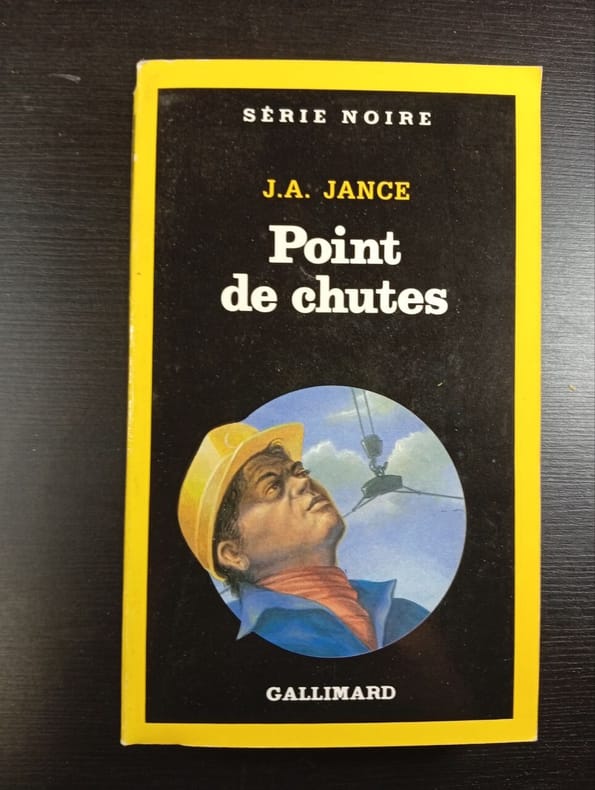 SÉRIE NOIRE
J.A. JANCE
Point
de chutes
GALLIMARD